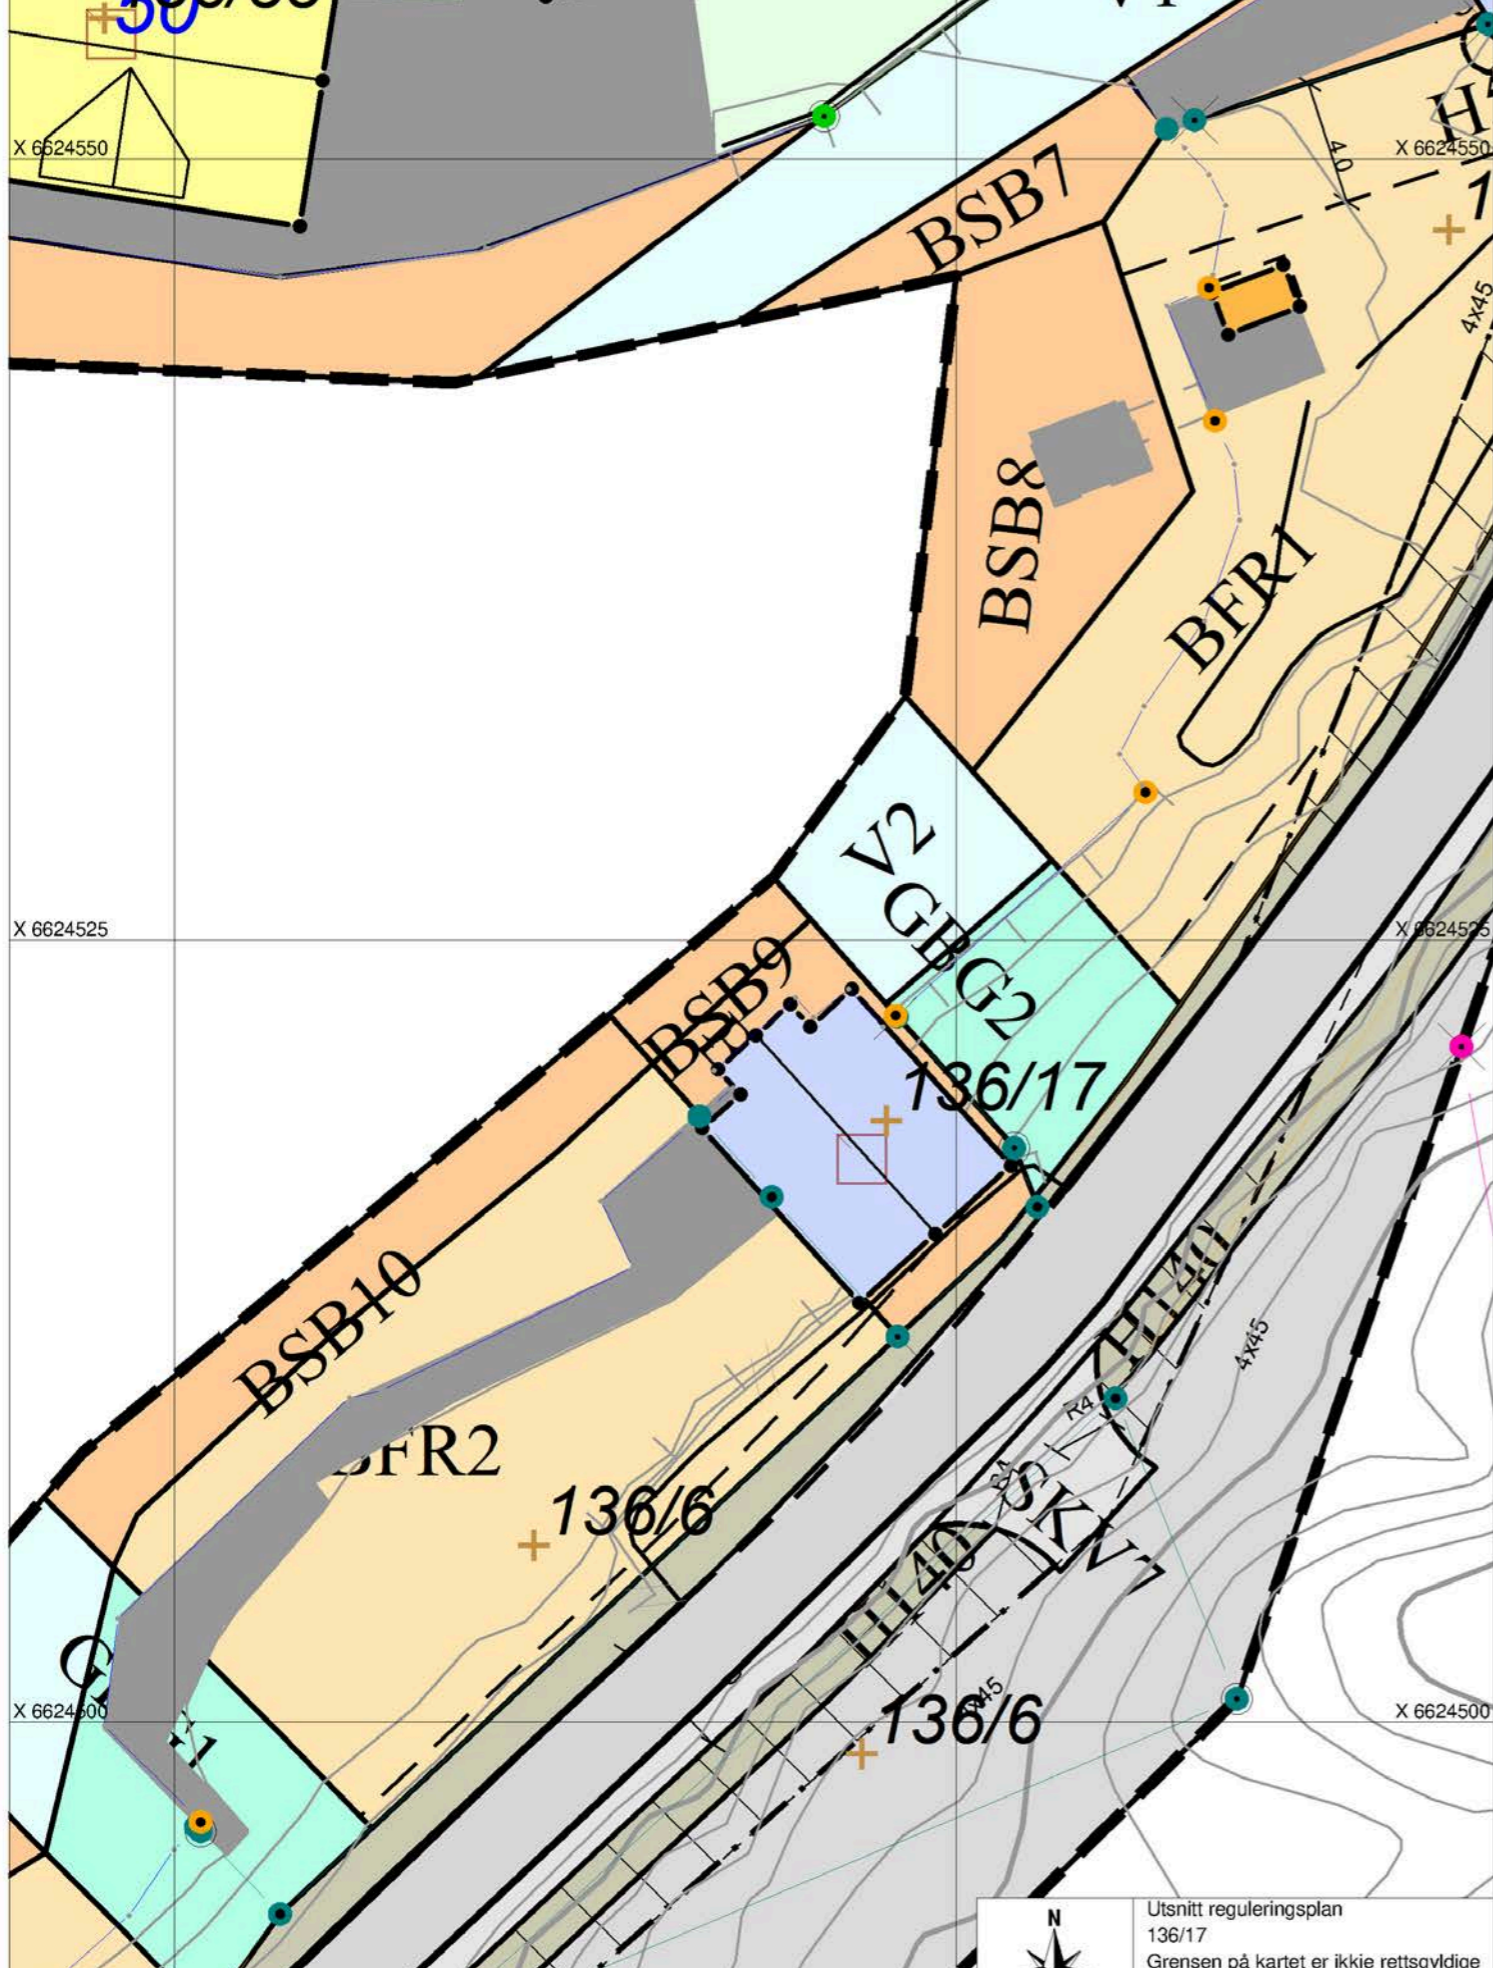 X 6624550
X 6624550
4.0
BSB7
4x45
BSB8
BFR1
V2
GBG2
X 6624525
X 6624525
BSB9
136/17
BSB10
H140
4x45
R4
BFR2
136/6
SKV7
H140
X 6624500
X 6624500
136/6
N
Utsnitt reguleringsplan
136/17
Grensen på kartet er ikkje rettsgyldige